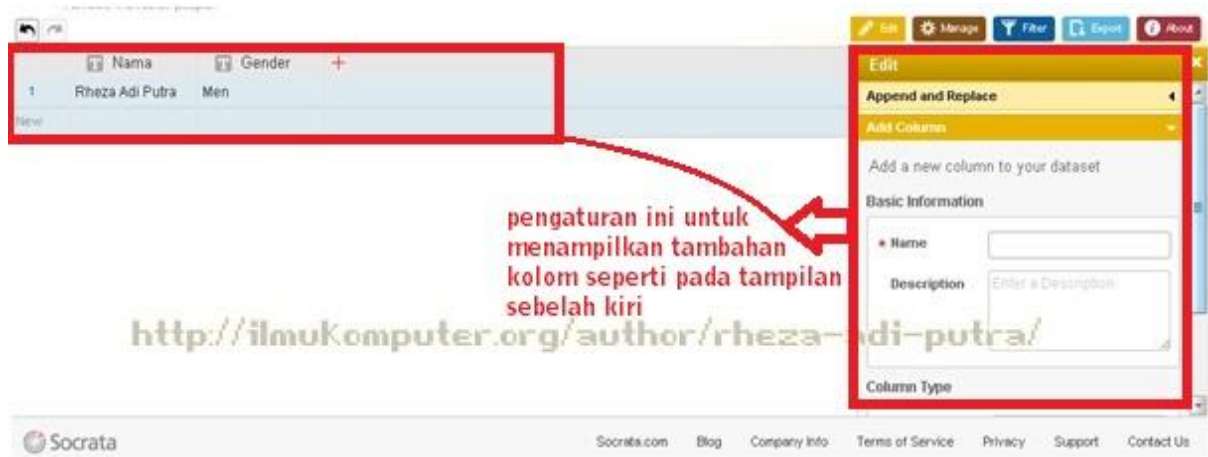 Edit Manage Filter Export About
Nama Gender +
1 Rheza Adi Putra Men
New
Edit
Append and Replace
Add Column
Add a new column to your dataset
Basic Information
* Name
Description Enter a Description
Column Type
pengaturan ini untuk
menampilkan tambahan
kolom seperti pada tampilan
sebelah kiri
http://ilmukomputer.org/author/rheza-adi-putra/
Socrata Socrata.com Blog Company Info Terms of Service Privacy Support Contact Us